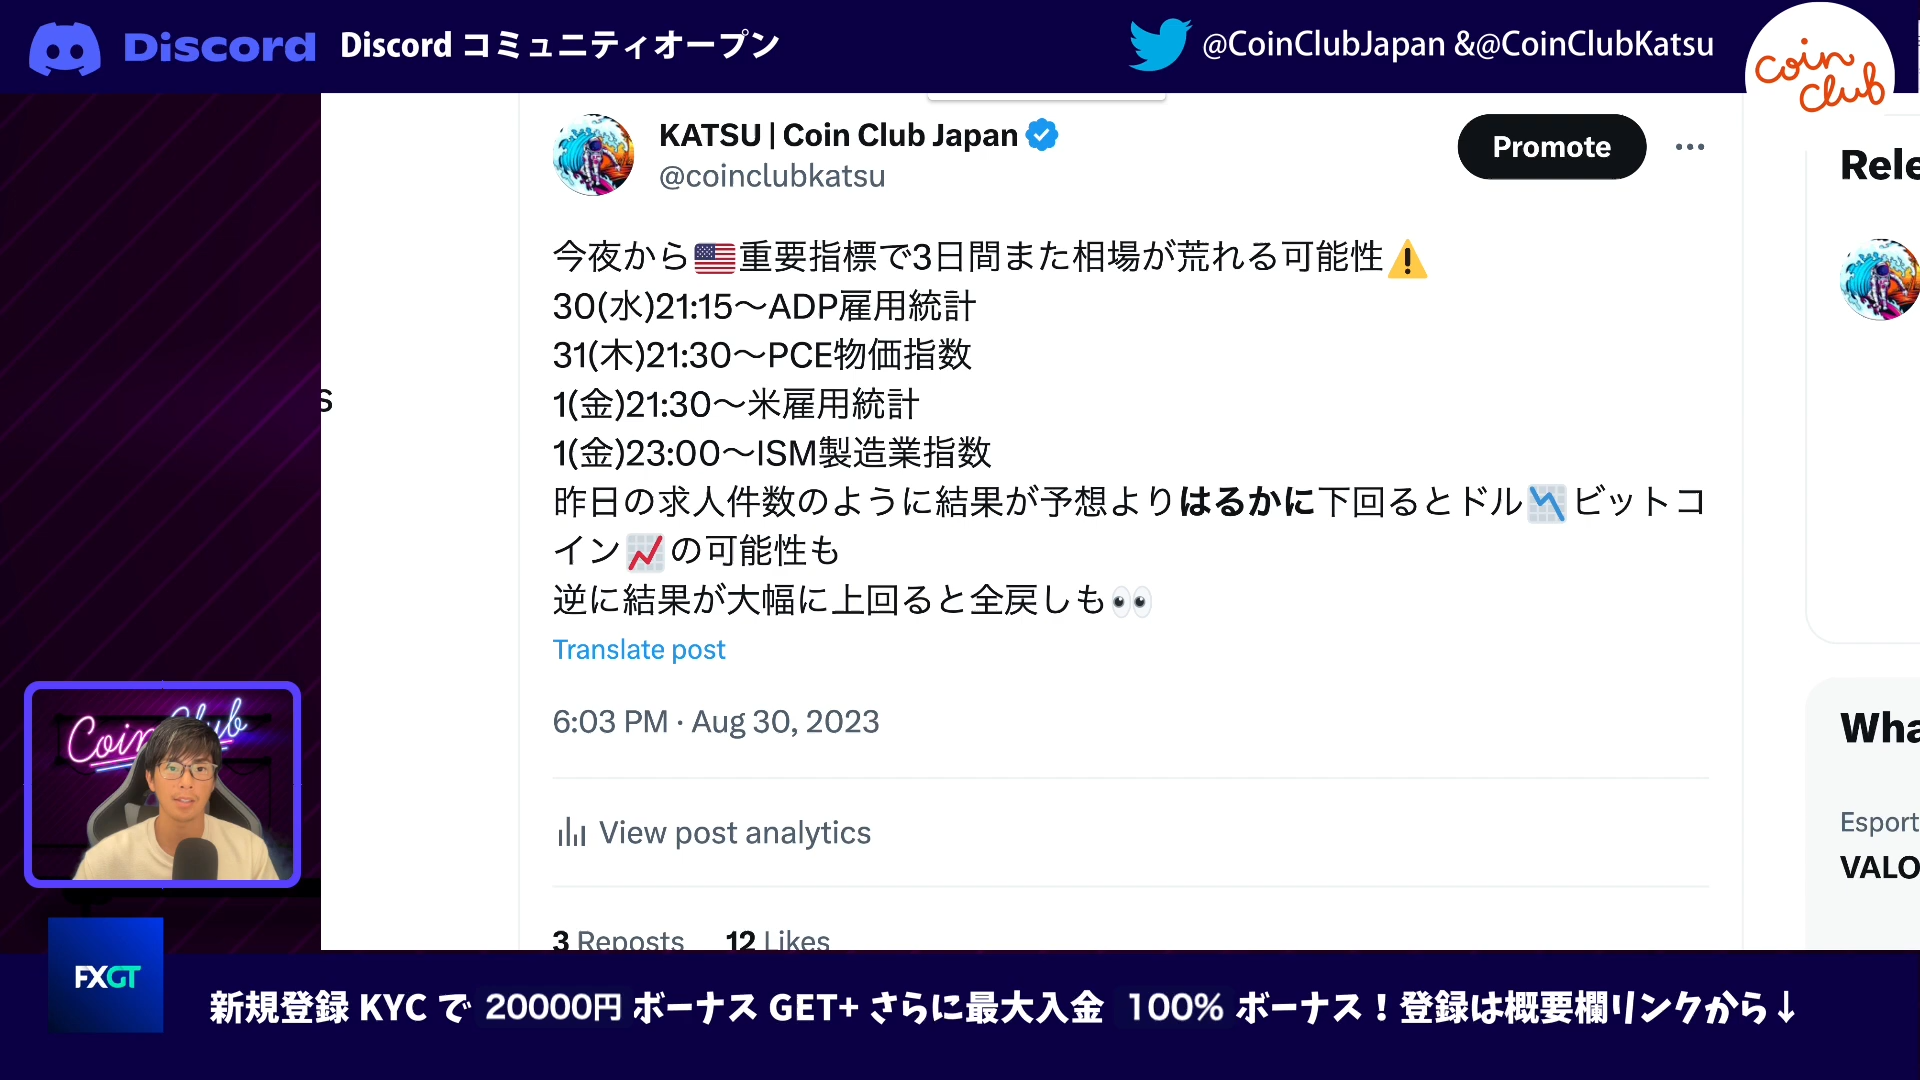 Discord Discord コミュニティオープン
@CoinClubJapan &@CoinClubKatsu
coin club
KATSU | Coin Club Japan
@coinclubkatsu
Promote
今夜から🇺🇸重要指標で3日間また相場が荒れる可能性⚠️
30(水)21:15〜ADP雇用統計
31(木)21:30〜PCE物価指数
1(金)21:30〜米雇用統計
1(金)23:00〜ISM製造業指数
昨日の求人件数のように結果が予想よりはるかに下回るとドル📉ビットコ
イン📈の可能性も
逆に結果が大幅に上回ると全戻しも👀
Translate post
6:03 PM · Aug 30, 2023
View post analytics
3 Reposts 12 Likes
s
Rele
Wha
Esport
VALO
Coin Club
FXGT
新規登録 KYC で 20000円 ボーナス GET+ さらに最大入金 100% ボーナス！登録は概要欄リンクから↓